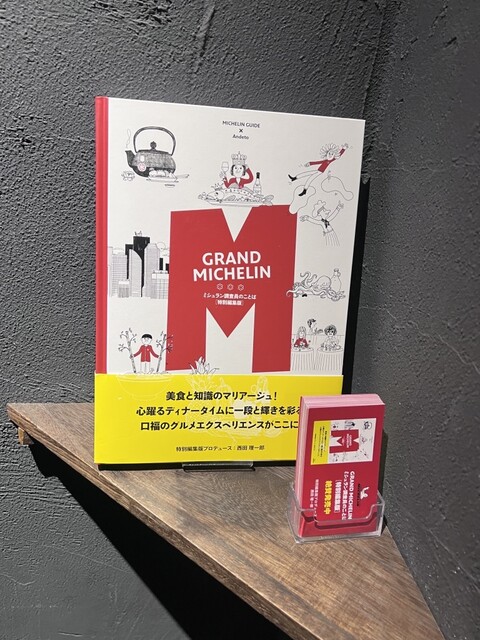 MICHELIN GUIDE
×
Andetto
GRAND
MICHELIN
ミシュラン調査員のことば
[特別編集版]
美食と知識のマリアージュ！
心躍るディナータイムに一段と輝きを彩る
口福のグルメエクスペリエンスがここに
特別編集版プロデュース：西田 理一郎
GRAND MICHELIN
ミシュラン調査員のことば
[特別編集版]
絶賛発売中